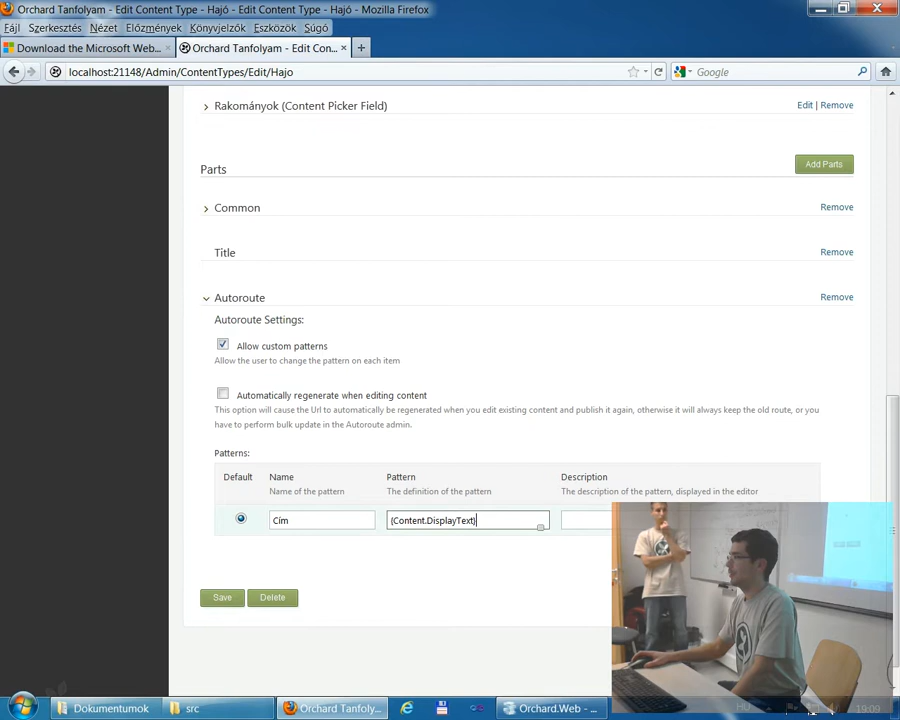 Orchard Tanfolyam - Edit Content Type - Hajó - Edit Content Type - Hajó - Mozilla Firefox
Fájl Szerkesztés Nézet Előzmények Könyvjelzők Eszközök Súgó
Download the Microsoft Web... Orchard Tanfolyam - Edit Con...
localhost:21148/Admin/ContentTypes/Edit/Hajo Google
Rakományok (Content Picker Field) Edit | Remove
Parts Add Parts
Common Remove
Title Remove
Autoroute Remove
Autoroute Settings:
Allow custom patterns
Allow the user to change the pattern on each item
Automatically regenerate when editing content
This option will cause the Url to automatically be regenerated when you edit existing content and publish it again, otherwise it will always keep the old route, or you
have to perform bulk update in the Autoroute admin.
Patterns:
Default Name Pattern Description
Name of the pattern The definition of the pattern The description of the pattern, displayed in the editor
Cím {Content.DisplayText}
Save Delete
Dokumentumok src Orchard Tanfoly... Orchard.Web - ... HU 19:09